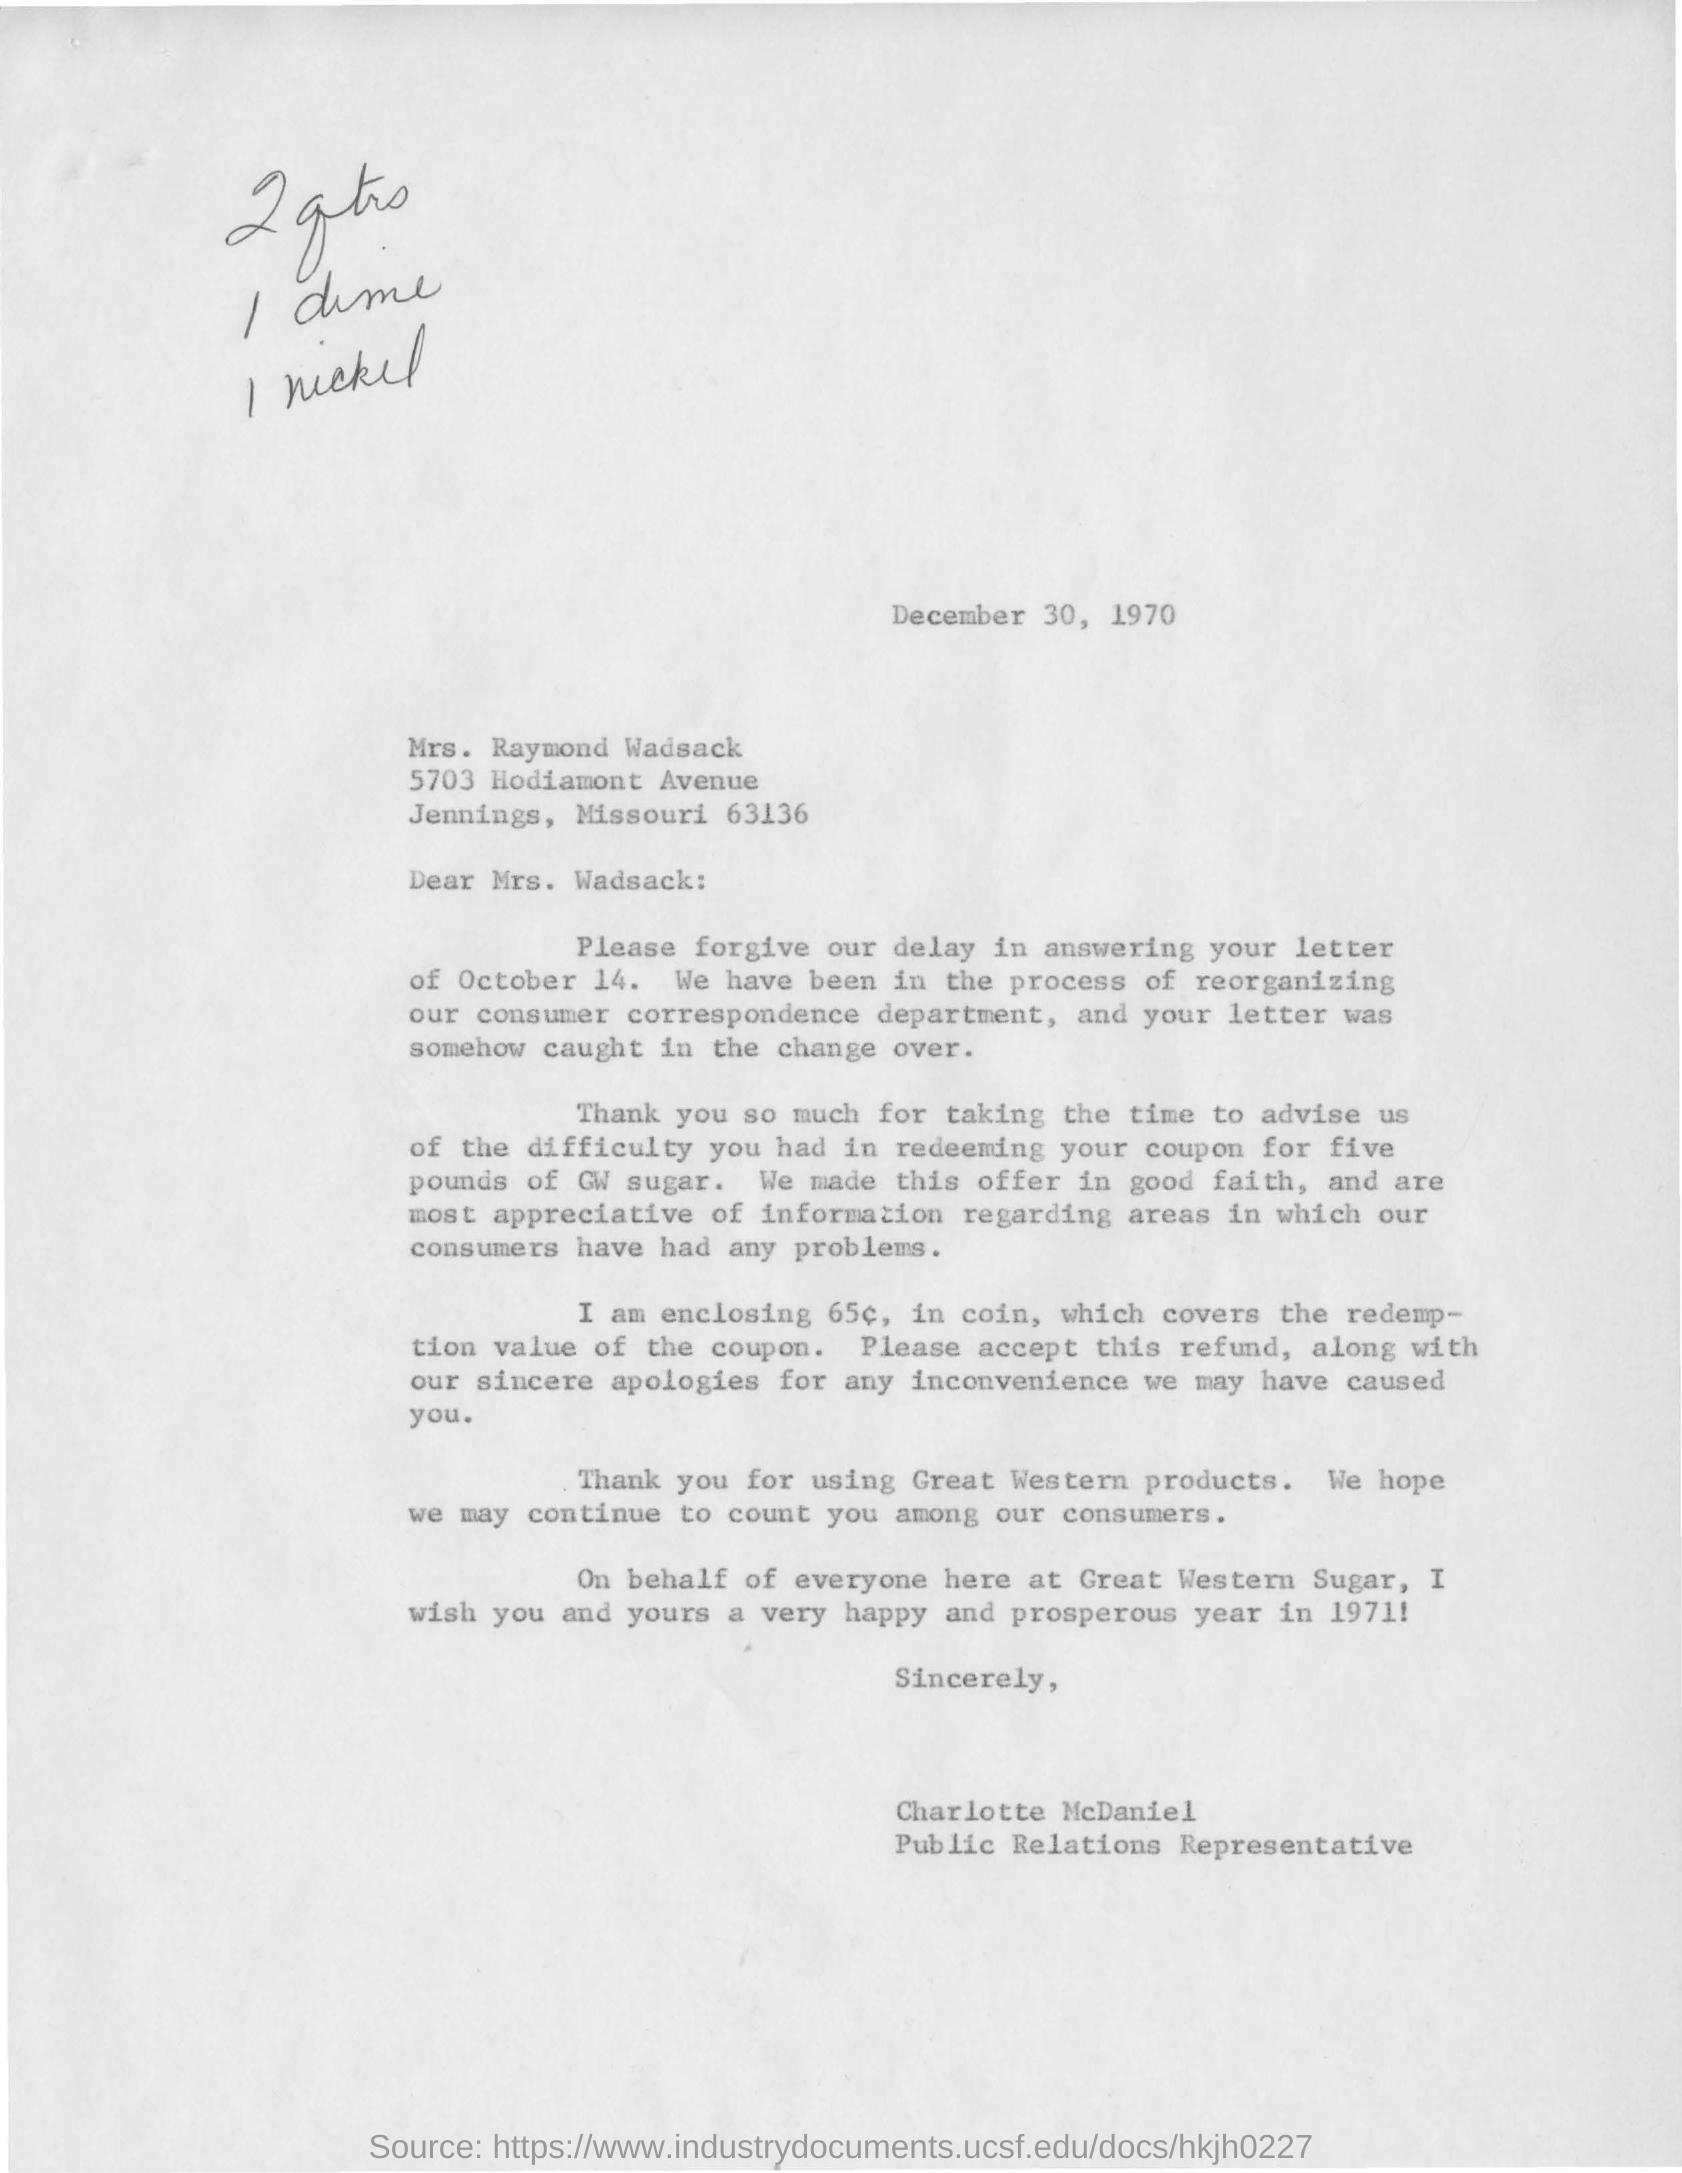 2 qtrs
1 dime
1 nickel
December 30, 1970
Mrs. Raymond Wadsack
5703 Hodiamont Avenue
Jennings, Missouri 63136
Dear Mrs. Wadsack:
Please forgive our delay in answering your letter
of October 14. We have been in the process of reorganizing
our consumer correspondence department, and your letter was
somehow caught in the change over.
Thank you so much for taking the time to advise us
of the difficulty you had in redeeming your coupon for five
pounds of GW sugar. We made this offer in good faith, and are
most appreciative of information regarding areas in which our
consumers have had any problems.
I am enclosing 65¢, in coin, which covers the redemp-
tion value of the coupon. Please accept this refund, along with
our sincere apologies for any inconvenience we may have caused
you.
Thank you for using Great Western products. We hope
we may continue to count you among our consumers.
On behalf of everyone here at Great Western Sugar, I
wish you and yours a very happy and prosperous year in 1971!
Sincerely,
Charlotte McDaniel
Public Relations Representative
Source: https://www.industrydocuments.ucsf.edu/docs/hkjh0227